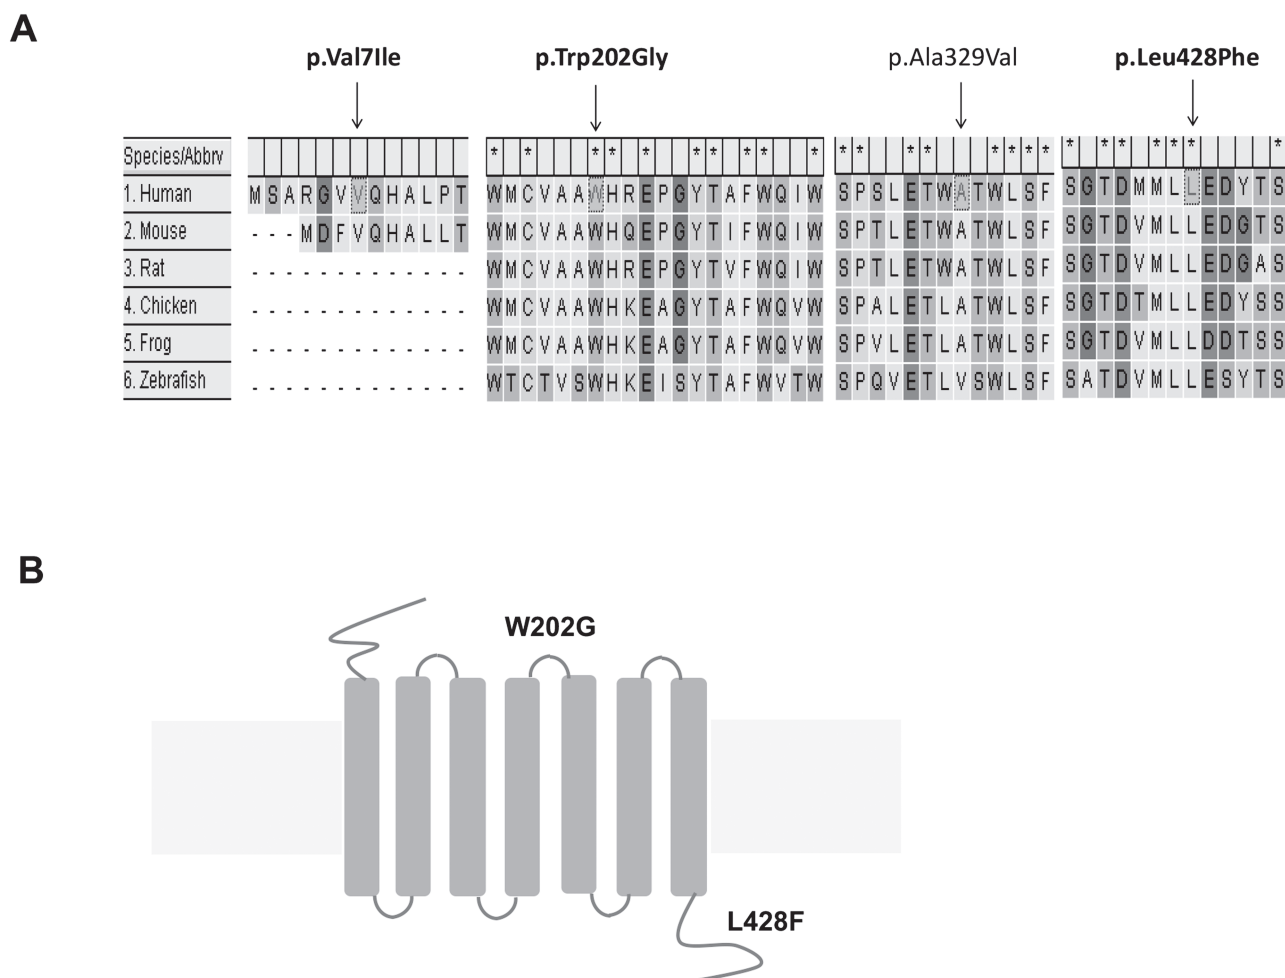 A
p.Val7Ile p.Trp202Gly p.Ala329Val p.Leu428Phe
Species/Abbrv * * * * * * * * * * * * * * * * * * * * * * * * *
1. Human M S A R G V V Q H A L P T W M C V A A W H R E P G Y T A F W Q I W S P S L E T W A T W L S F S G T D M M L L E D Y T S
2. Mouse - - - M D F V Q H A L L T W M C V A A W H Q E P G Y T I F W Q I W S P T L E T W A T W L S F S G T D V M L L E D G T S
3. Rat - - - - - - - - - - - - - W M C V A A W H R E P G Y T V F W Q I W S P T L E T W A T W L S F S G T D V M L L E D G A S
4. Chicken - - - - - - - - - - - - - W M C V A A W H K E A G Y T A F W Q V W S P A L E T L A T W L S F S G T D T M L L E D Y S S
5. Frog - - - - - - - - - - - - - W M C V A A W H K E A G Y T A F W Q V W S P V L E T L A T W L S F S G T D V M L L D D T S S
6. Zebrafish - - - - - - - - - - - - - W T C T V S W H K E I S Y T A F W V T W S P Q V E T L V S W L S F S A T D V M L L E S Y T S
B
W202G
L428F